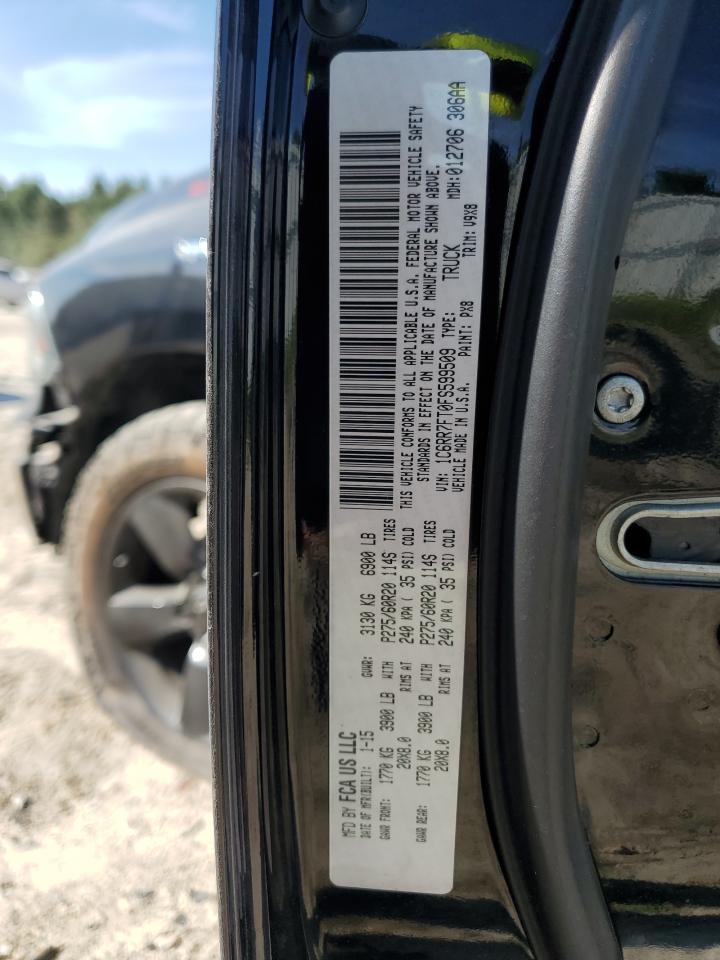 MFD BY FCA US LLC
DATE OF MFR(BUILT): 1-15 GVWR: 3130 KG 6900 LB
GAWR FRONT: 1770 KG 3900 LB WITH P275/60R20 114S TIRES
20X8.0 RIMS AT 240 KPA ( 35 PSI) COLD
GAWR REAR: 1770 KG 3900 LB WITH P275/60R20 114S TIRES
20X8.0 RIMS AT 240 KPA ( 35 PSI) COLD
THIS VEHICLE CONFORMS TO ALL APPLICABLE U.S.A. FEDERAL MOTOR VEHICLE SAFETY
STANDARDS IN EFFECT ON THE DATE OF MANUFACTURE SHOWN ABOVE.
VIN: 1C6RR7FT0FS599509 TYPE: TRUCK MDH: 012706 306AA
VEHICLE MADE IN U.S.A. PAINT: PX8 TRIM: V9X8